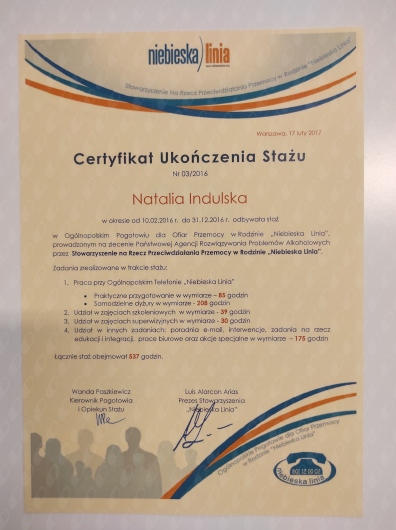 niebieska linia
Stowarzyszenie Na Rzecz Przeciwdziałania Przemocy w Rodzinie "Niebieska Linia"
Warszawa, 17 luty 2017
Certyfikat Ukończenia Stażu
Nr 03/2016
Natalia Indulska
w okresie od 10.02.2016 r. do 31.12.2016 r. odbywała staż
w Ogólnopolskim Pogotowiu dla Ofiar Przemocy w Rodzinie „Niebieska Linia",
prowadzonym na zlecenie Państwowej Agencji Rozwiązywania Problemów Alkoholowych
przez Stowarzyszenie na Rzecz Przeciwdziałania Przemocy w Rodzinie „Niebieska Linia".
Zadania zrealizowane w trakcie stażu:
1. Praca przy Ogólnopolskim Telefonie „Niebieska Linia"
• Praktyczne przygotowanie w wymiarze – 85 godzin
• Samodzielne dyżury w wymiarze - 208 godzin
2. Udział w zajęciach szkoleniowych w wymiarze - 39 godzin
3. Udział w zajęciach superwizyjnych w wymiarze - 30 godzin
4. Udział w innych zadaniach: poradnia e-mail, interwencje, zadania na rzecz
edukacji i integracji, prace biurowe oraz akcje specjalne w wymiarze – 175 godzin
Łącznie staż obejmował 537 godzin.
Wanda Paszkiewicz
Kierownik Pogotowia
i Opiekun Stażu
Luis Alarcon Arias
Prezes Stowarzyszenia
„Niebieska Linia"
Ogólnopolskie Pogotowie dla Ofiar Przemocy
w Rodzinie "Niebieska Linia"
niebieska linia